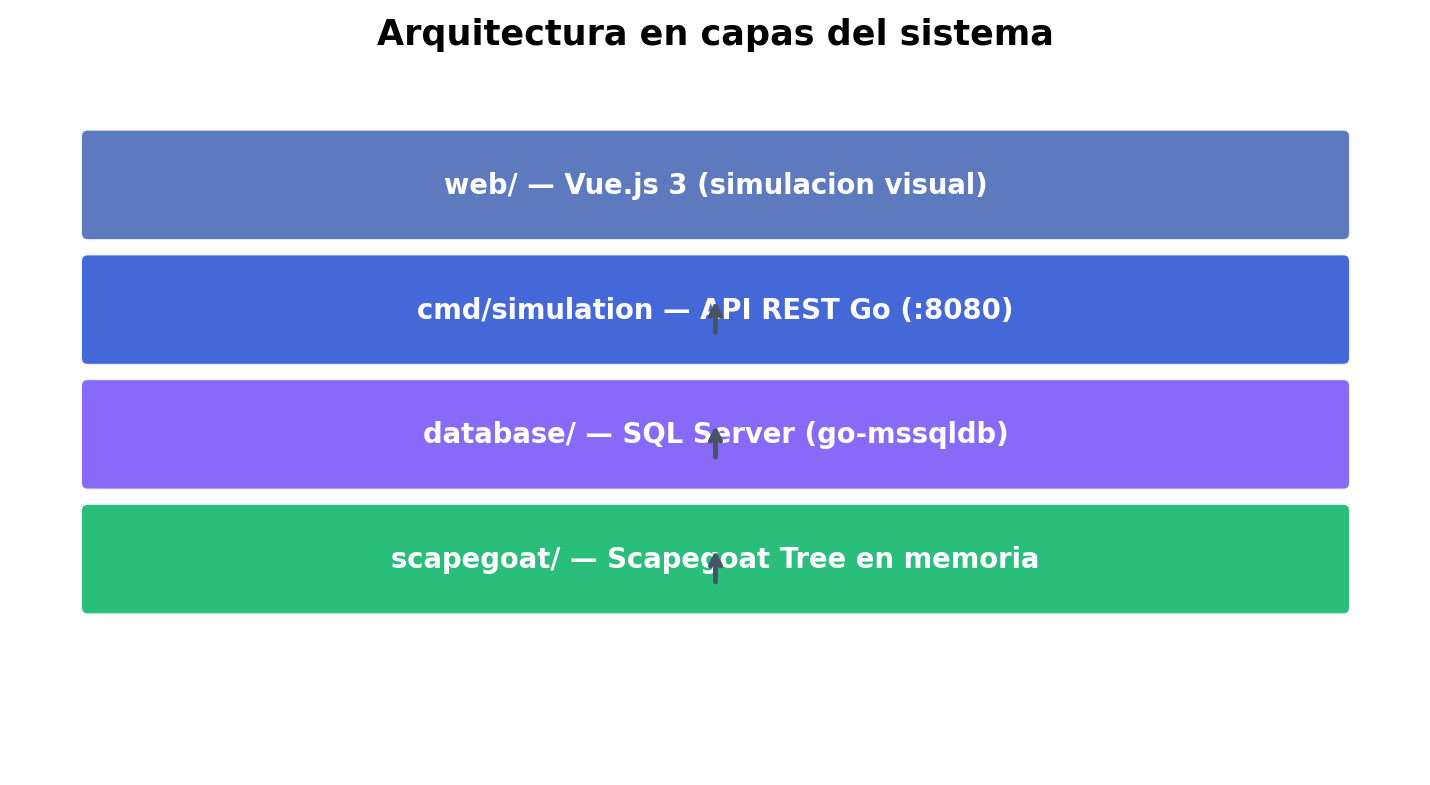 Arquitectura en capas del sistema
web/ — Vue.js 3 (simulacion visual)
cmd/simulation — API REST Go (:8080)
database/ — SQL Server (go-mssqldb)
scapegoat/ — Scapegoat Tree en memoria